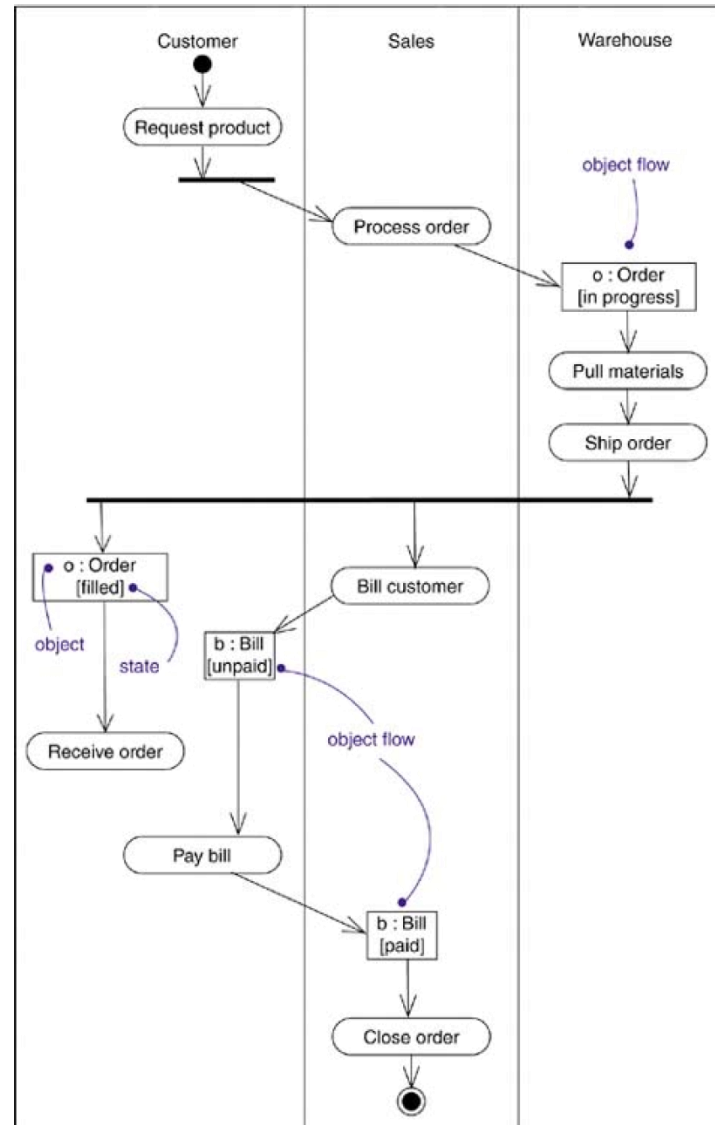 Customer
Sales
Warehouse
Request product
object flow
Process order
o : Order
[in progress]
Pull materials
Ship order
o : Order
[filled]
Bill customer
object
state
b : Bill
[unpaid]
object flow
Receive order
Pay bill
b : Bill
[paid]
Close order